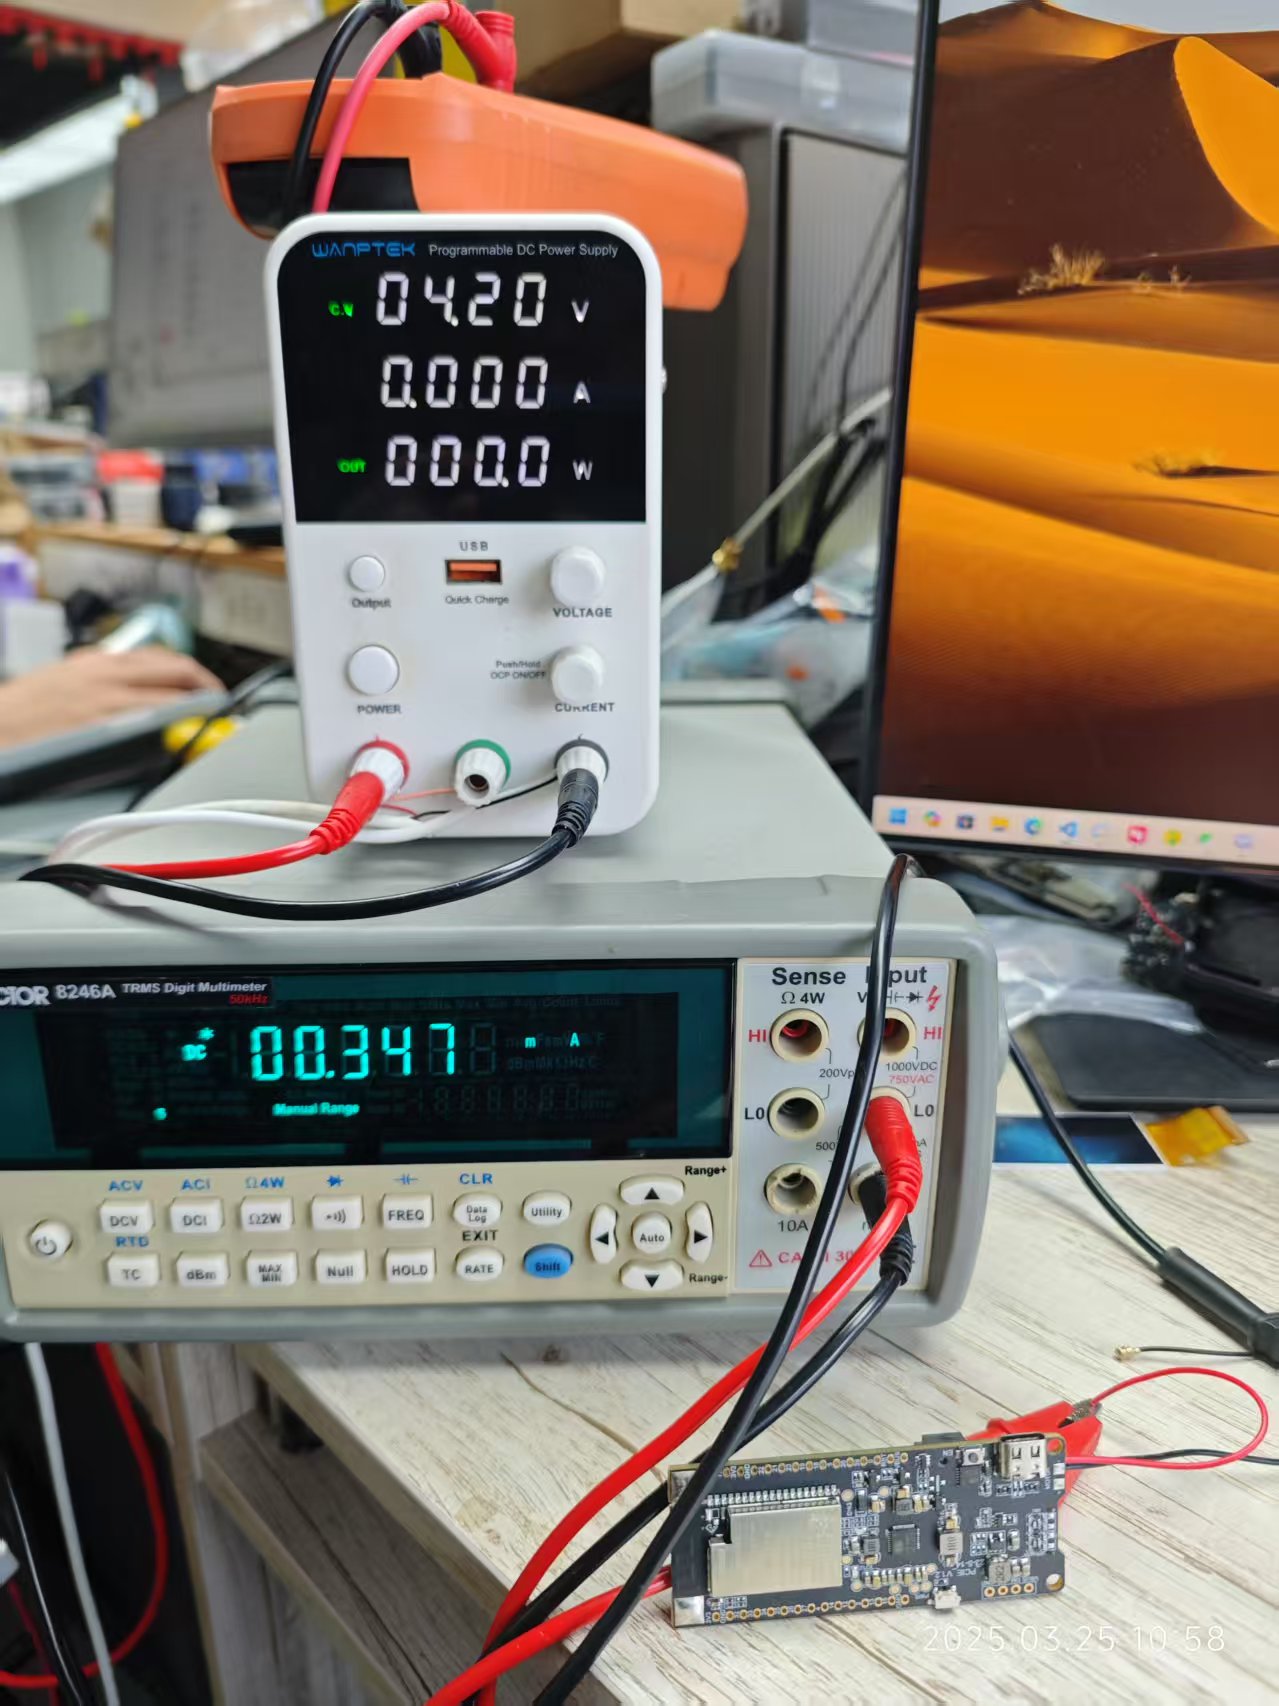 WANPTEK Programmable DC Power Supply
C.V 04.20 V
0.000 A
OUT 000.0 W
USB
Output
Quick Charge
VOLTAGE
Push/Hold
OCP ON/OFF
POWER
CURRENT
CTOR 8246A TRMS Digit Multimeter
50kHz
DC 00.347 m A
S
Manual Range
Sense Input
Ω 4W
HI HI
200Vp
1000VDC
750VAC
LO LO
10A
ACV ACI Ω4W CLR
DCV DCI Ω2W FREQ Data Log Utility
RTD EXIT
TC dBm MAX MIN Null HOLD RATE Shift
Range+
Auto
Range-
2025.03.25 10:58